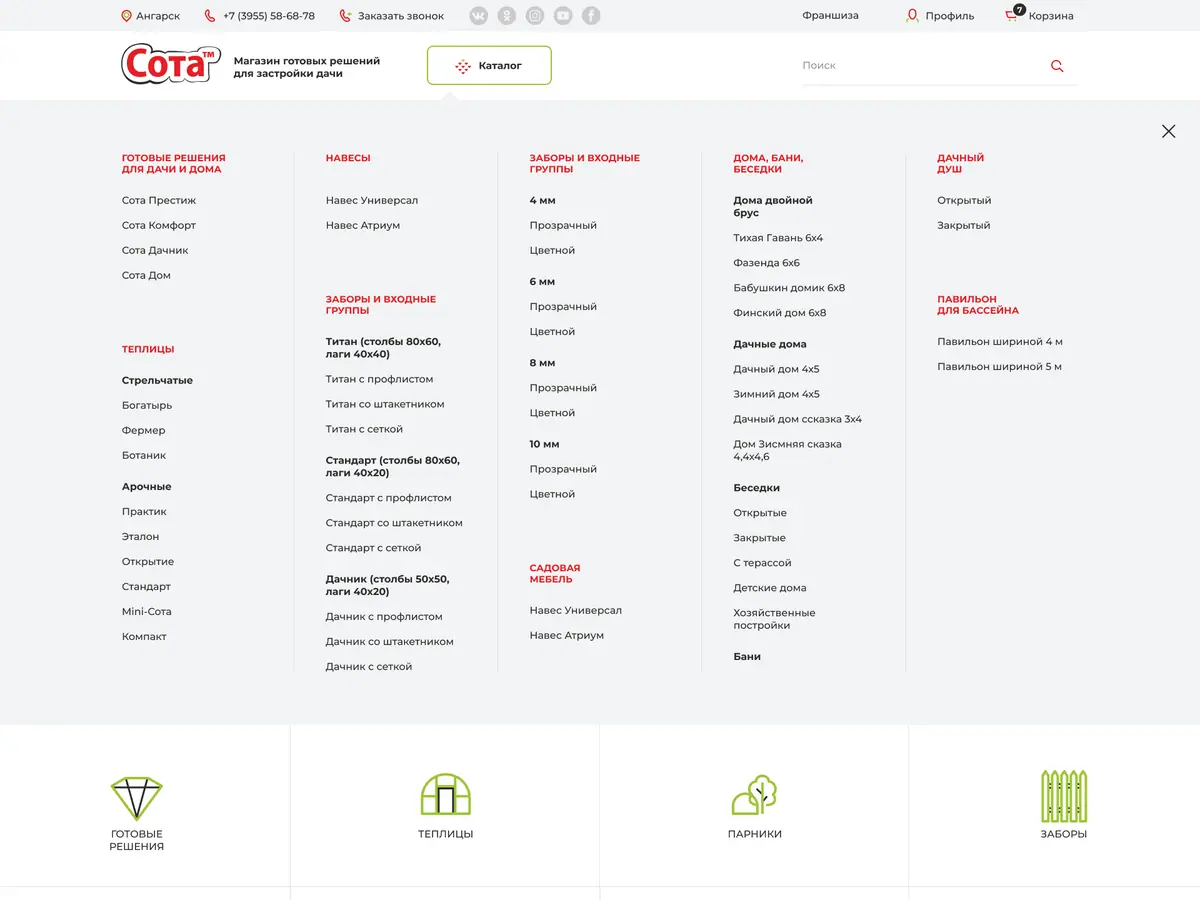 Ангарск
+7 (3955) 58-68-78
Заказать звонок
Франшиза
Профиль
7
Корзина
Сота™
Магазин готовых решений
для застройки дачи
Каталог
Поиск
ГОТОВЫЕ РЕШЕНИЯ
ДЛЯ ДАЧИ И ДОМА
Сота Престиж
Сота Комфорт
Сота Дачник
Сота Дом
ТЕПЛИЦЫ
Стрельчатые
Богатырь
Фермер
Ботаник
Арочные
Практик
Эталон
Открытие
Стандарт
Mini-Сота
Компакт
НАВЕСЫ
Навес Универсал
Навес Атриум
ЗАБОРЫ И ВХОДНЫЕ
ГРУППЫ
Титан (столбы 80х60,
лаги 40х40)
Титан с профлистом
Титан со штакетником
Титан с сеткой
Стандарт (столбы 80х60,
лаги 40х20)
Стандарт с профлистом
Стандарт со штакетником
Стандарт с сеткой
Дачник (столбы 50х50,
лаги 40х20)
Дачник с профлистом
Дачник со штакетником
Дачник с сеткой
ЗАБОРЫ И ВХОДНЫЕ
ГРУППЫ
4 мм
Прозрачный
Цветной
6 мм
Прозрачный
Цветной
8 мм
Прозрачный
Цветной
10 мм
Прозрачный
Цветной
САДОВАЯ
МЕБЕЛЬ
Навес Универсал
Навес Атриум
ДОМА, БАНИ,
БЕСЕДКИ
Дома двойной
брус
Тихая Гавань 6х4
Фазенда 6х6
Бабушкин домик 6х8
Финский дом 6х8
Дачные дома
Дачный дом 4х5
Зимний дом 4х5
Дачный дом ссказка 3х4
Дом Зисмняя сказка
4,4х4,6
Беседки
Открытые
Закрытые
С терассой
Детские дома
Хозяйственные
постройки
Бани
ДАЧНЫЙ
ДУШ
Открытый
Закрытый
ПАВИЛЬОН
ДЛЯ БАССЕЙНА
Павильон шириной 4 м
Павильон шириной 5 м
ГОТОВЫЕ
РЕШЕНИЯ
ТЕПЛИЦЫ
ПАРНИКИ
ЗАБОРЫ